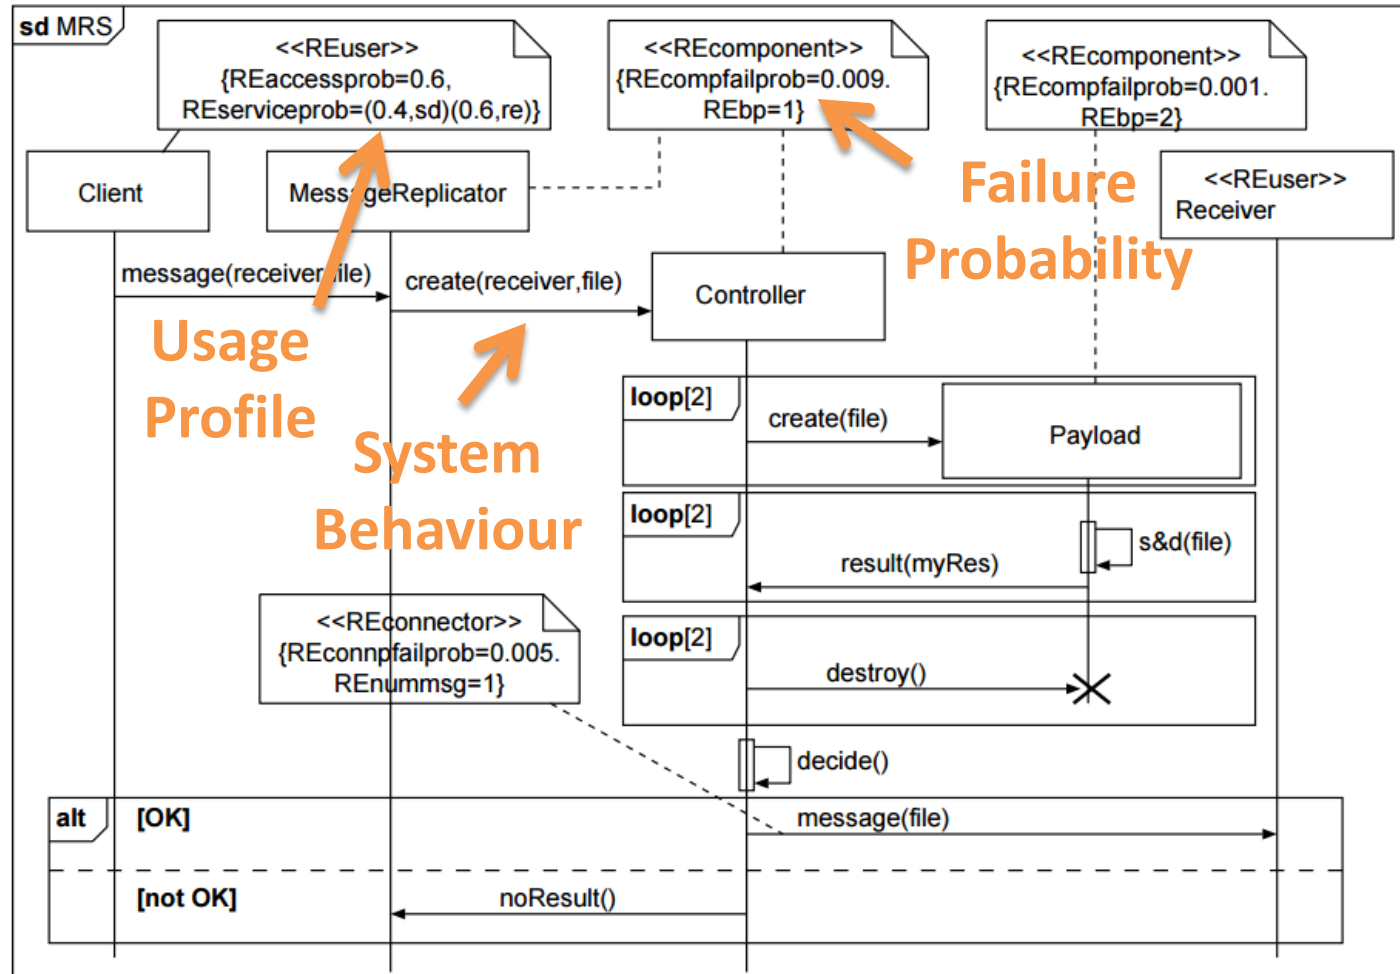 sd MRS
<<REuser>>
{REaccessprob=0.6,
REserviceprob=(0.4,sd)(0.6,re)}
<<REcomponent>>
{REcompfailprob=0.009.
REbp=1}
<<REcomponent>>
{REcompfailprob=0.001.
REbp=2}
Client
MessageReplicator
Failure
Probability
<<REuser>>
Receiver
message(receiver,file)
create(receiver,file)
Controller
Usage
Profile
System
Behaviour
loop[2]
create(file)
Payload
loop[2]
s&d(file)
result(myRes)
<<REconnector>>
{REconnpfailprob=0.005.
REnummsg=1}
loop[2]
destroy()
decide()
alt
[OK]
message(file)
[not OK]
noResult()